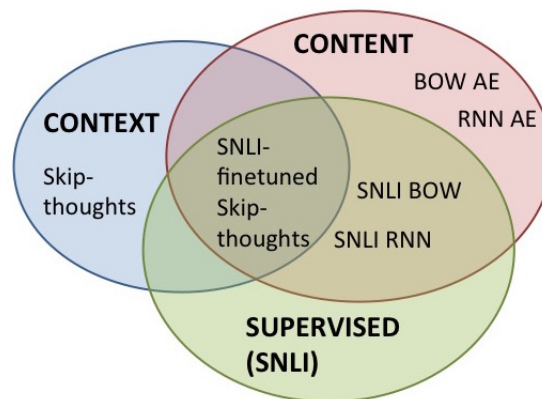 CONTENT
BOW AE
RNN AE
CONTEXT
Skip-
thoughts
SNLI-
finetuned
Skip-
thoughts
SNLI BOW
SNLI RNN
SUPERVISED
(SNLI)